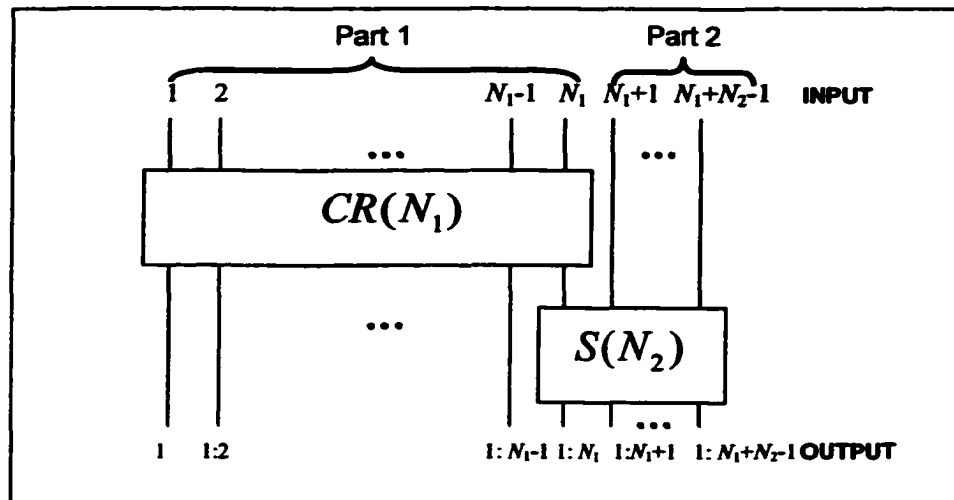 Part 1 Part 2
1 2 N₁-1 N₁ N₁+1 N₁+N₂-1 INPUT
... ...
CR(N₁)
...
S(N₂)
...
1 1:2 1: N₁-1 1: N₁ 1:N₁+1 1: N₁+N₂-1 OUTPUT